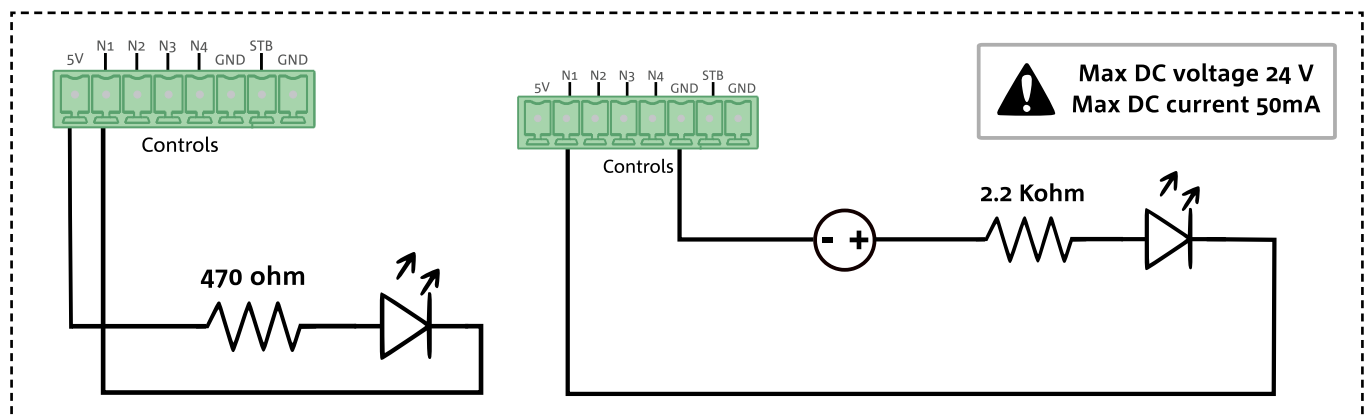 5V N1 N2 N3 N4 GND STB GND
Controls
470 ohm
5V N1 N2 N3 N4 GND STB GND
Controls
- +
2.2 Kohm
!
Max DC voltage 24 V
Max DC current 50mA